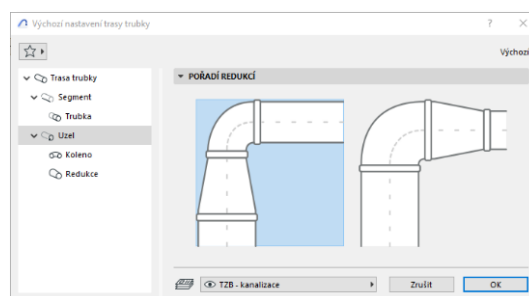 Výchozí nastavení trasy trubky
Výchozí
Trasa trubky
Segment
Trubka
Uzel
Koleno
Redukce
POŘADÍ REDUKCÍ
TZB - kanalizace
Zrušit
OK